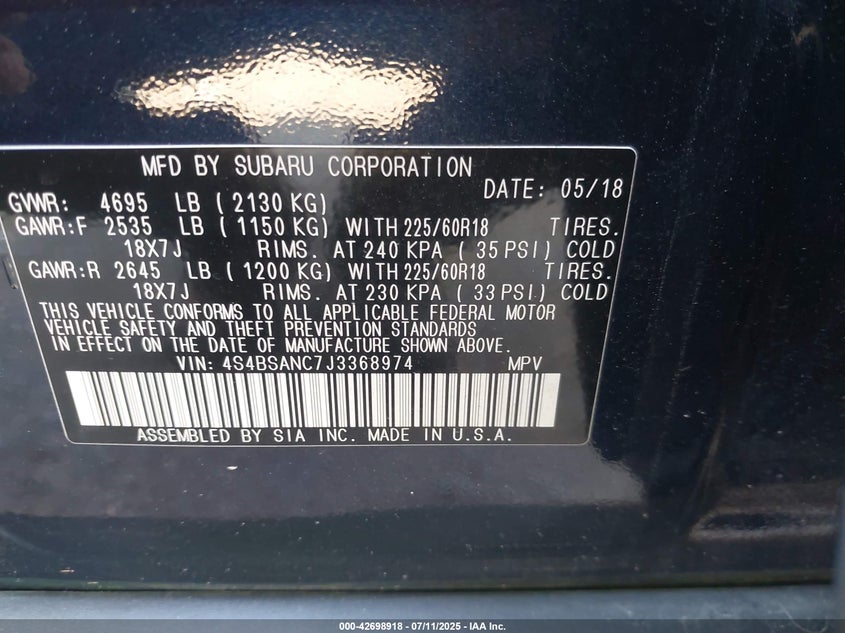 MFD BY SUBARU CORPORATION
DATE: 05/18
GVWR: 4695 LB ( 2130 KG)
GAWR:F 2535 LB ( 1150 KG) WITH 225/60R18 TIRES.
18X7J RIMS. AT 240 KPA ( 35 PSI) COLD
GAWR:R 2645 LB ( 1200 KG) WITH 225/60R18 TIRES.
18X7J RIMS. AT 230 KPA ( 33 PSI) COLD
THIS VEHICLE CONFORMS TO ALL APPLICABLE FEDERAL MOTOR
VEHICLE SAFETY AND THEFT PREVENTION STANDARDS
IN EFFECT ON THE DATE OF MANUFACTURE SHOWN ABOVE.
VIN: 4S4BSANC7J3368974 MPV
ASSEMBLED BY SIA INC. MADE IN U.S.A.
000-42698918 - 07/11/2025 - IAA Inc.